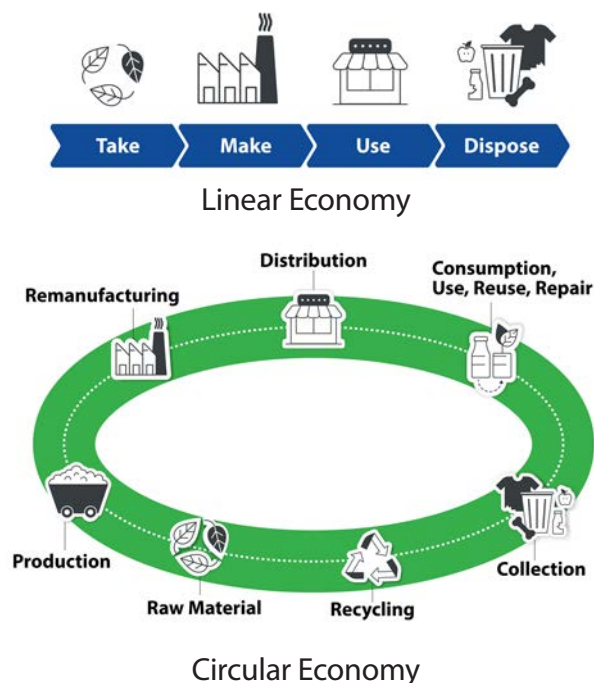 Take
Make
Use
Dispose
Linear Economy
Distribution
Consumption,
Use, Reuse, Repair
Remanufacturing
Production
Raw Material
Recycling
Collection
Circular Economy